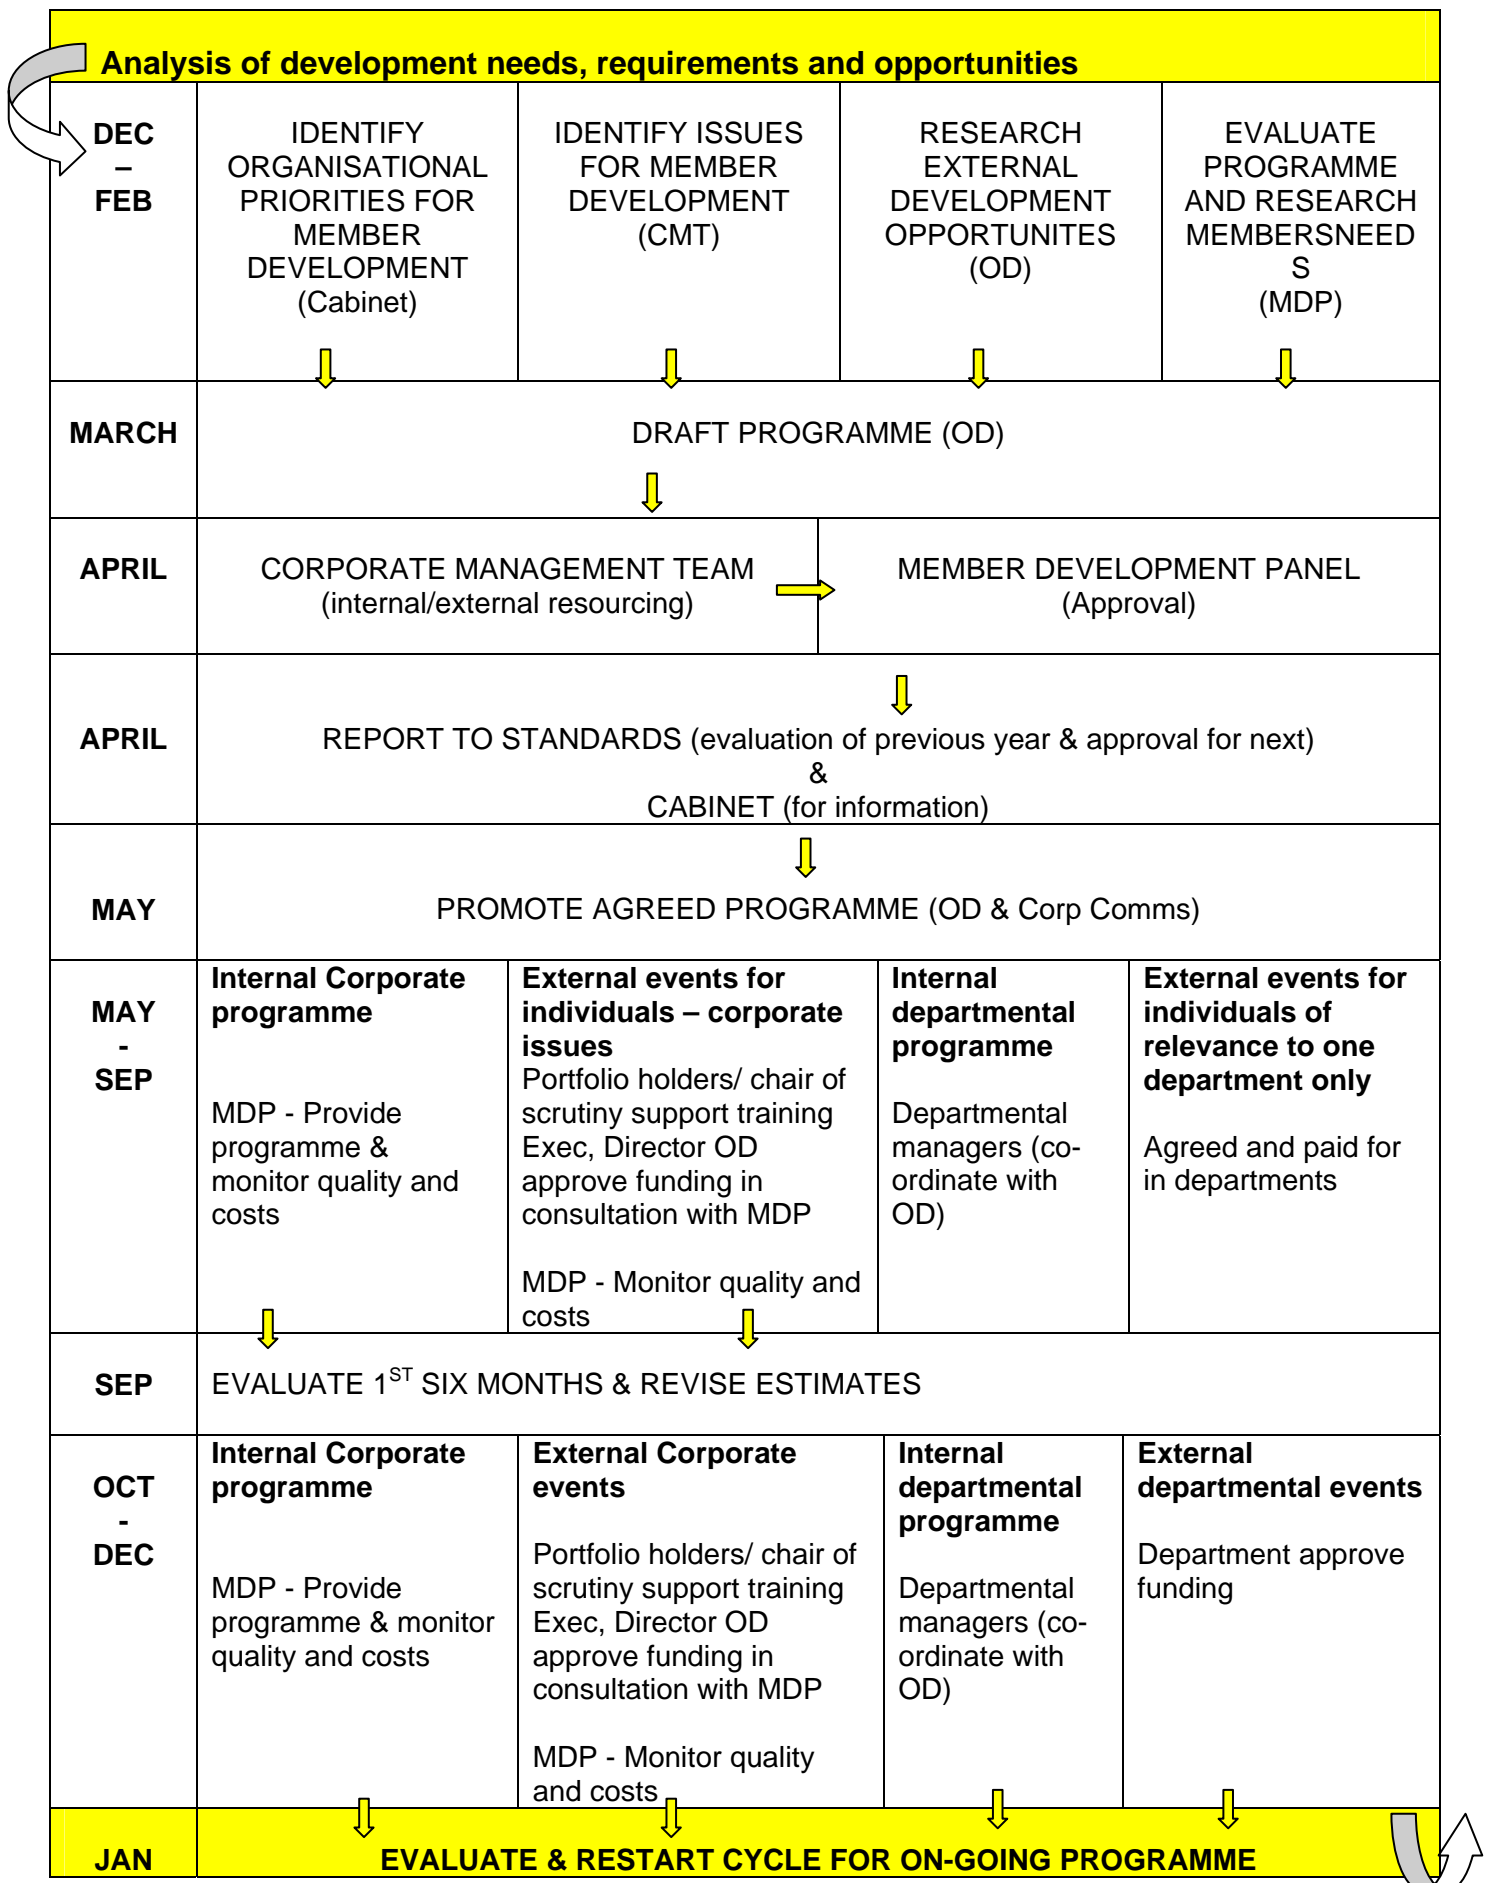 Analysis of development needs, requirements and opportunities
DEC
–
FEB
IDENTIFY
ORGANISATIONAL
PRIORITIES FOR
MEMBER
DEVELOPMENT
(Cabinet)
IDENTIFY ISSUES
FOR MEMBER
DEVELOPMENT
(CMT)
RESEARCH
EXTERNAL
DEVELOPMENT
OPPORTUNITES
(OD)
EVALUATE
PROGRAMME
AND RESEARCH
MEMBERSNEED
S
(MDP)
MARCH
DRAFT PROGRAMME (OD)
APRIL
CORPORATE MANAGEMENT TEAM
(internal/external resourcing)
MEMBER DEVELOPMENT PANEL
(Approval)
APRIL
REPORT TO STANDARDS (evaluation of previous year & approval for next)
&
CABINET (for information)
MAY
PROMOTE AGREED PROGRAMME (OD & Corp Comms)
MAY
-
SEP
Internal Corporate
programme
MDP - Provide
programme &
monitor quality and
costs
External events for
individuals – corporate
issues
Portfolio holders/ chair of
scrutiny support training
Exec, Director OD
approve funding in
consultation with MDP
MDP - Monitor quality and
costs
Internal
departmental
programme
Departmental
managers (co-
ordinate with
OD)
External events for
individuals of
relevance to one
department only
Agreed and paid for
in departments
SEP
EVALUATE 1ST SIX MONTHS & REVISE ESTIMATES
OCT
-
DEC
Internal Corporate
programme
MDP - Provide
programme & monitor
quality and costs
External Corporate
events
Portfolio holders/ chair of
scrutiny support training
Exec, Director OD
approve funding in
consultation with MDP
MDP - Monitor quality
and costs
Internal
departmental
programme
Departmental
managers (co-
ordinate with
OD)
External
departmental events
Department approve
funding
JAN
EVALUATE & RESTART CYCLE FOR ON-GOING PROGRAMME